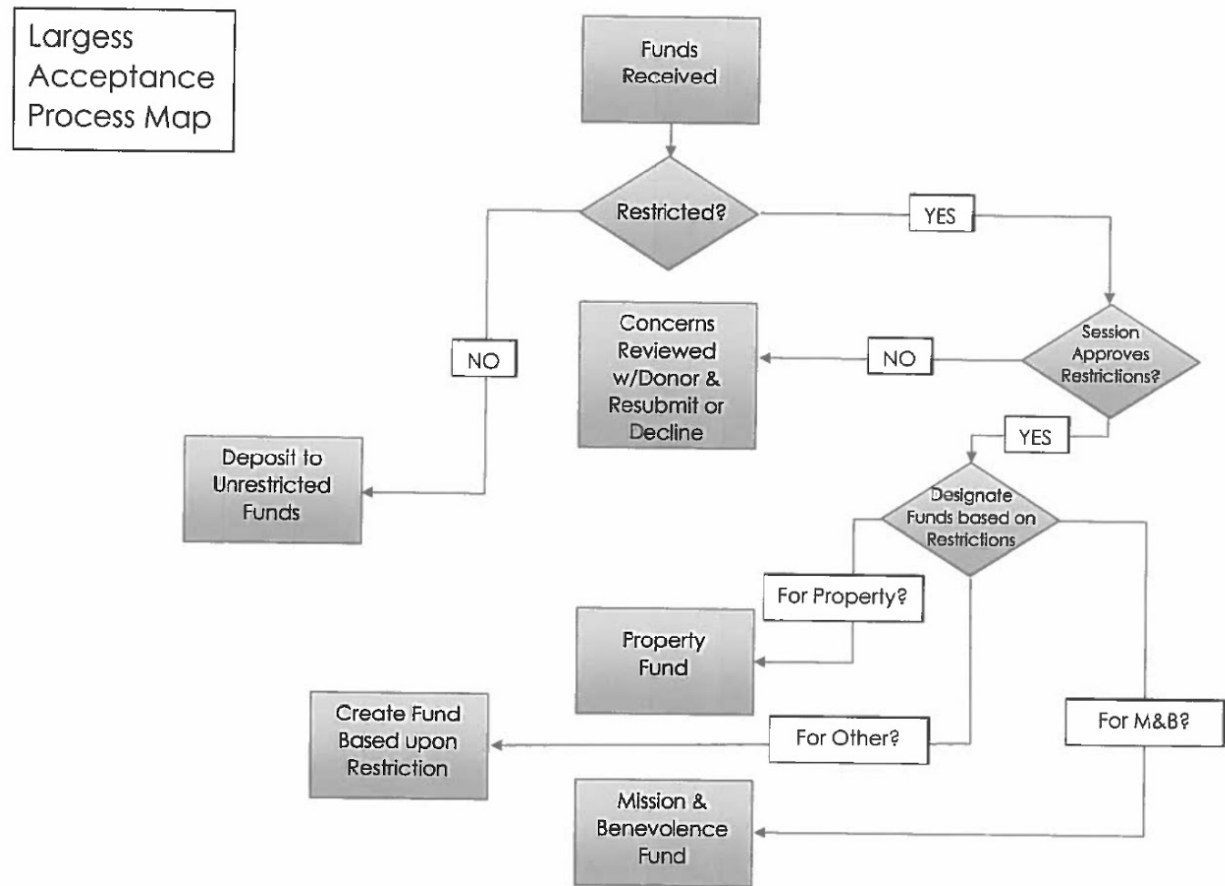 Largess
Acceptance
Process Map
Funds
Received
Restricted?
YES
NO
Session
Approves
Restrictions?
NO
Concerns
Reviewed
w/Donor &
Resubmit or
Decline
YES
Deposit to
Unrestricted
Funds
Designate
Funds based on
Restrictions
For Property?
Property
Fund
For Other?
Create Fund
Based upon
Restriction
For M&B?
Mission &
Benevolence
Fund